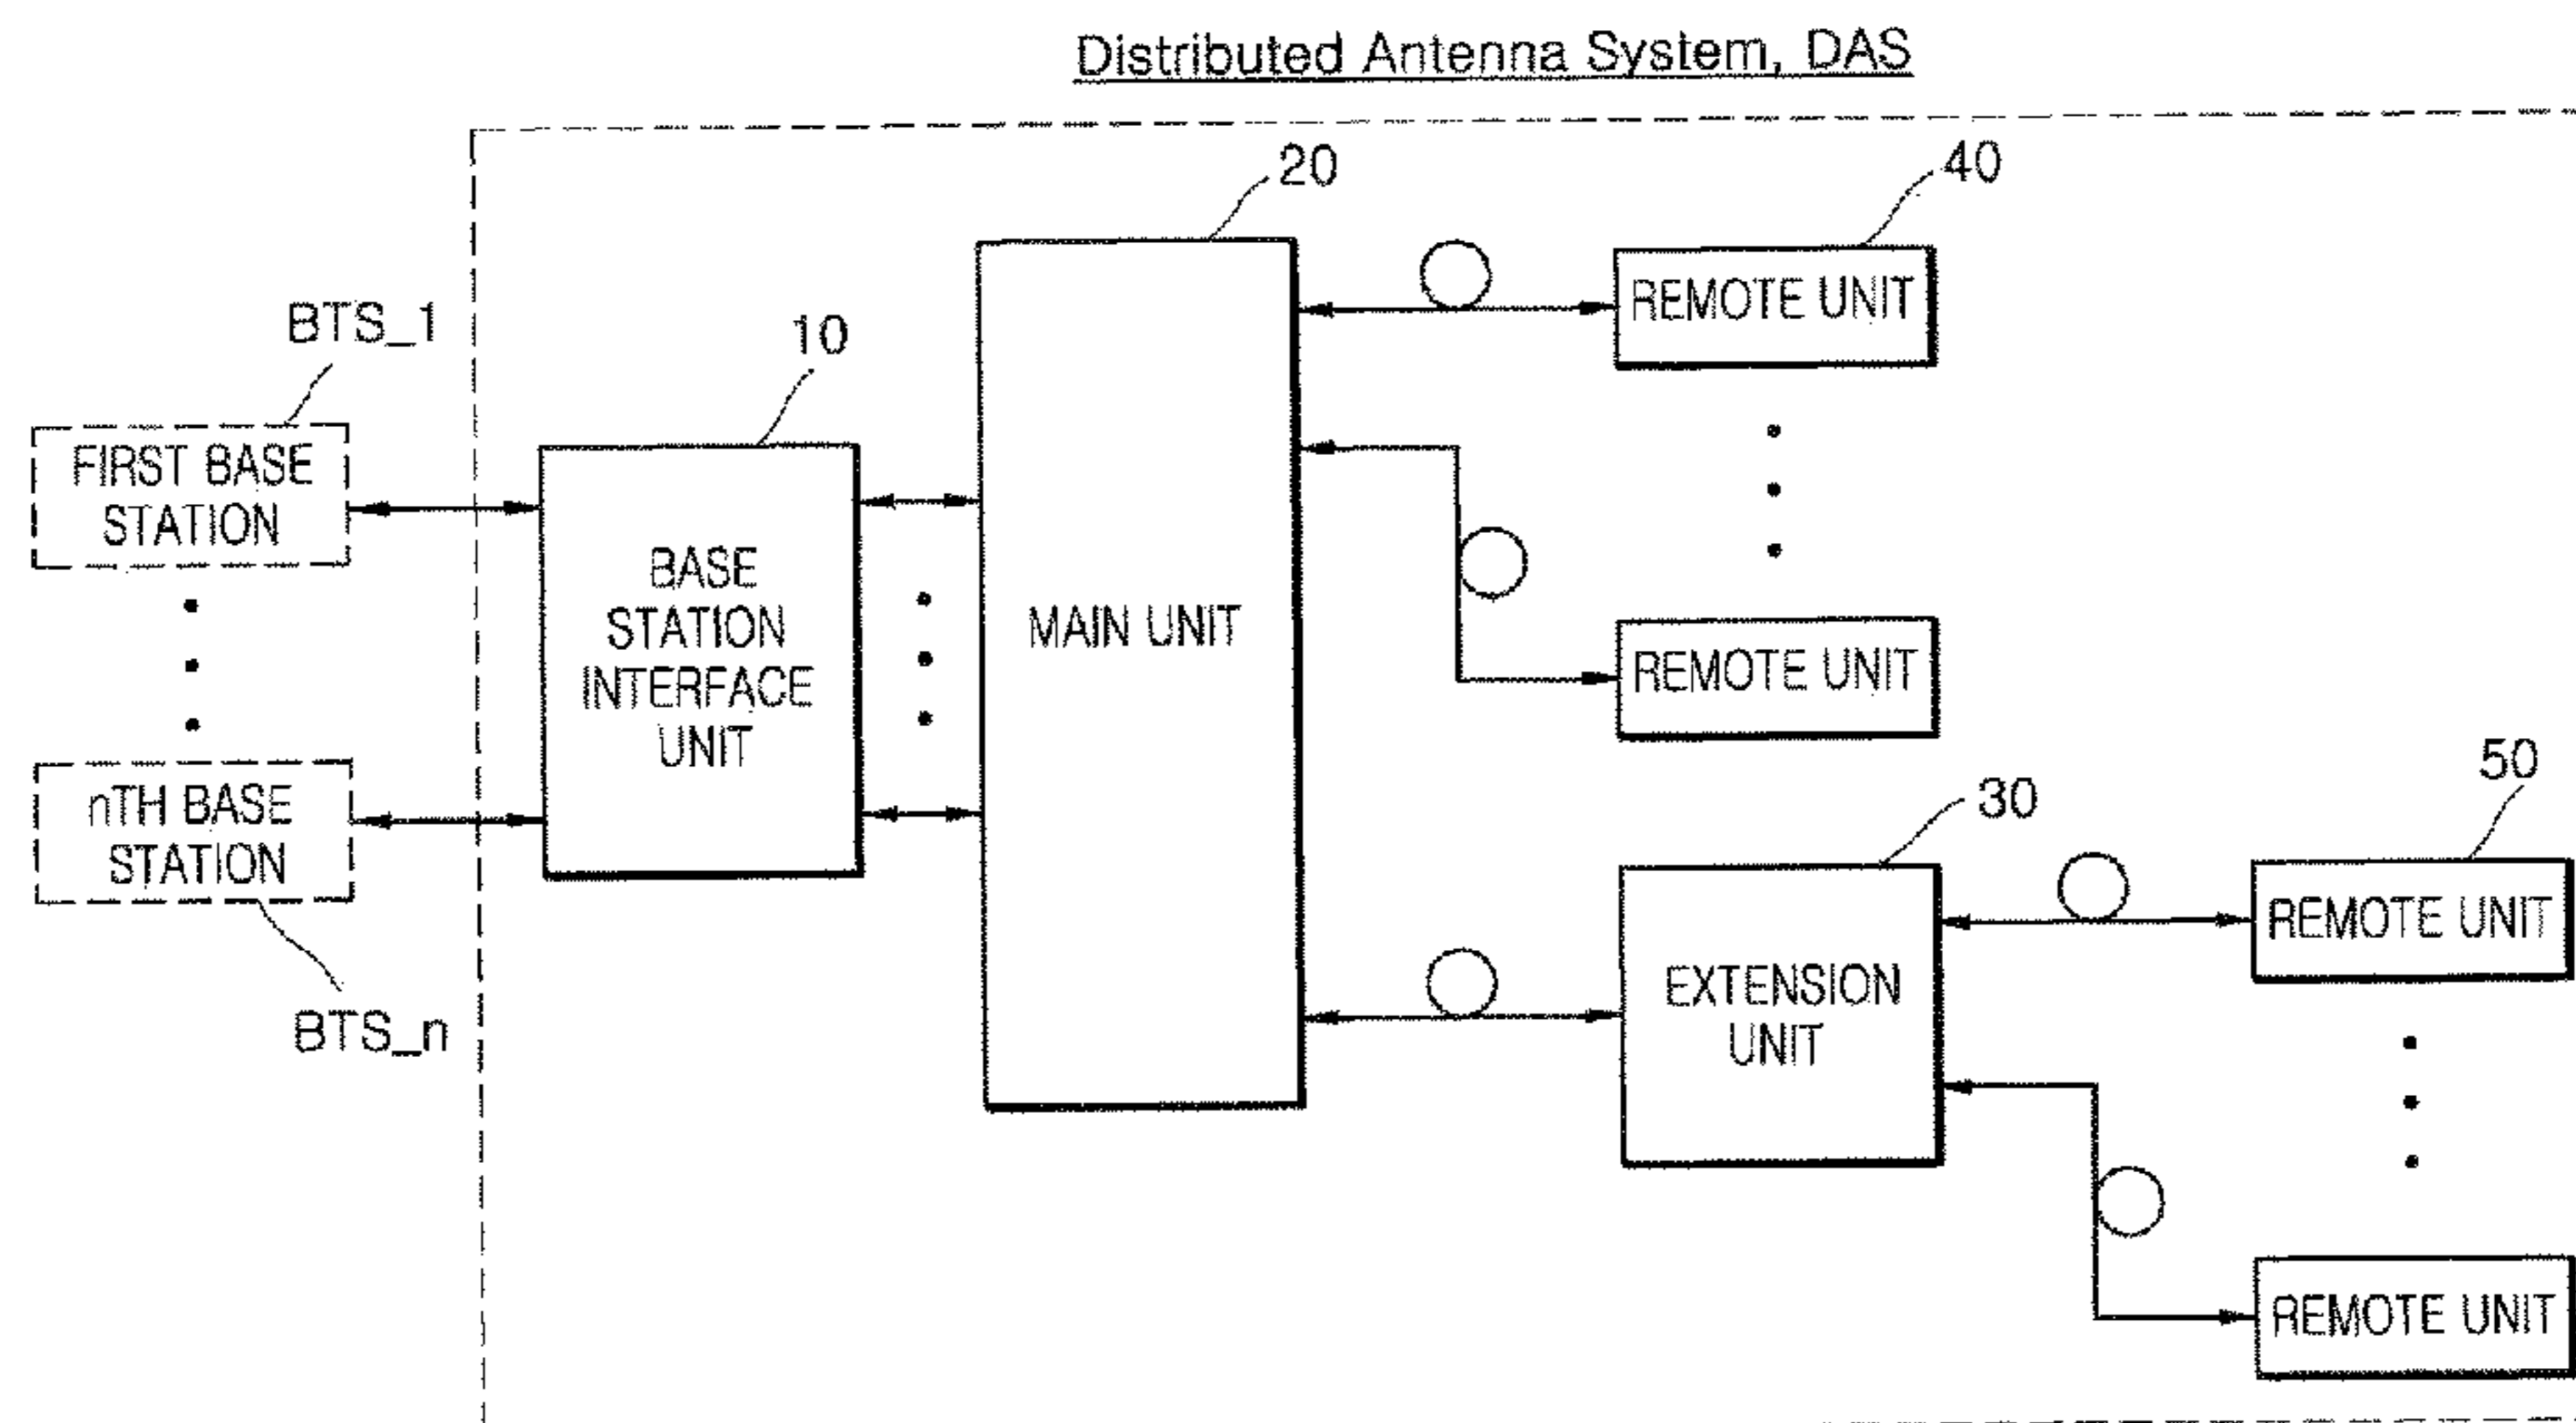 Distributed Antenna System, DAS
20
40
BTS_1
10
REMOTE UNIT
FIRST BASE
STATION
BASE
STATION
INTERFACE
UNIT
MAIN UNIT
REMOTE UNIT
nTH BASE
STATION
BTS_n
30
50
EXTENSION
UNIT
REMOTE UNIT
REMOTE UNIT